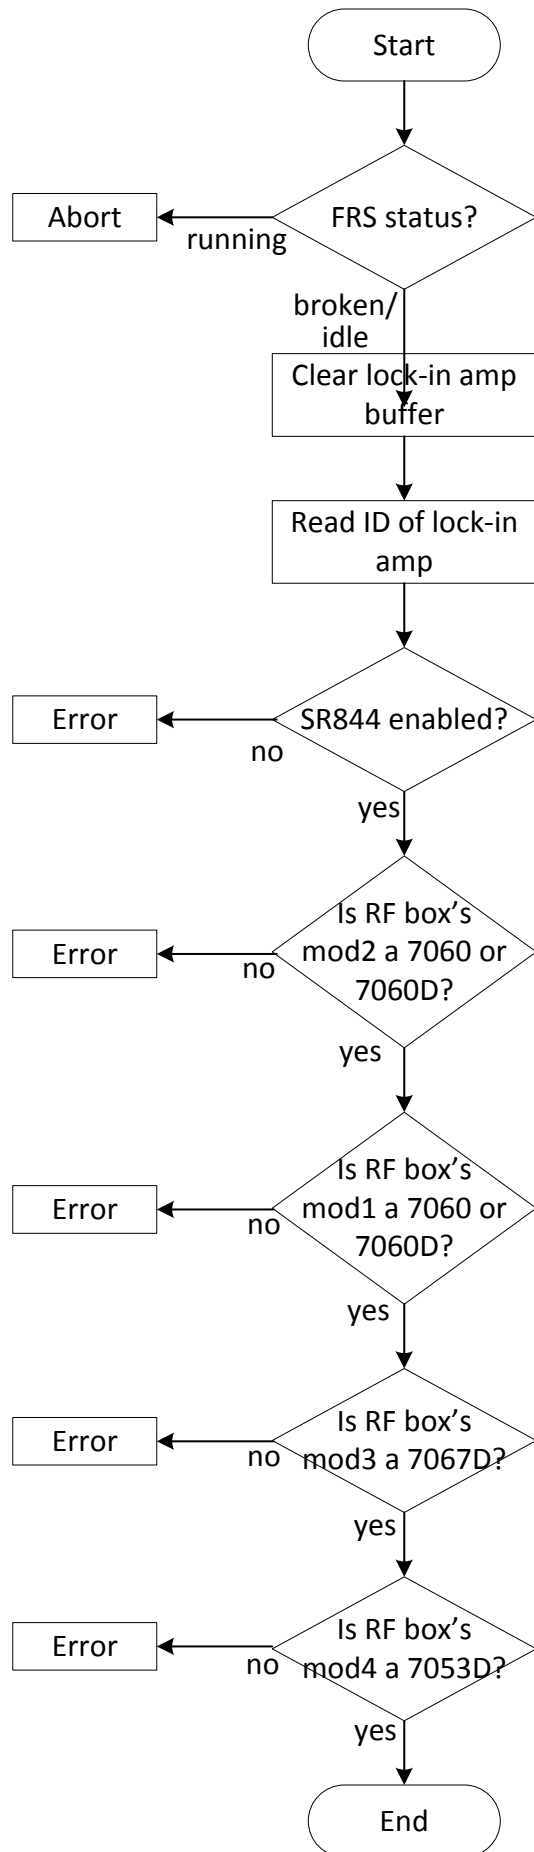 Start
FRS status?
Abort
running
broken/
idle
Clear lock-in amp
buffer
Read ID of lock-in
amp
SR844 enabled?
Error
no
yes
Is RF box’s
mod2 a 7060 or
7060D?
Error
no
yes
Is RF box’s
mod1 a 7060 or
7060D?
Error
no
yes
Is RF box’s
mod3 a 7067D?
Error
no
yes
Is RF box’s
mod4 a 7053D?
Error
no
yes
End